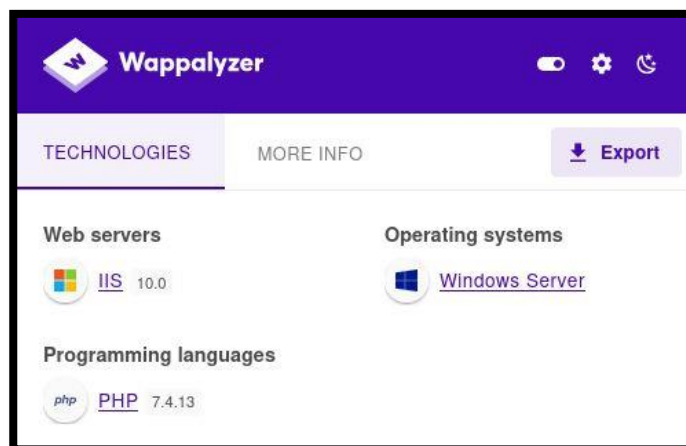 W Wappalyzer
TECHNOLOGIES MORE INFO Export
Web servers Operating systems
IIS 10.0 Windows Server
Programming languages
php PHP 7.4.13